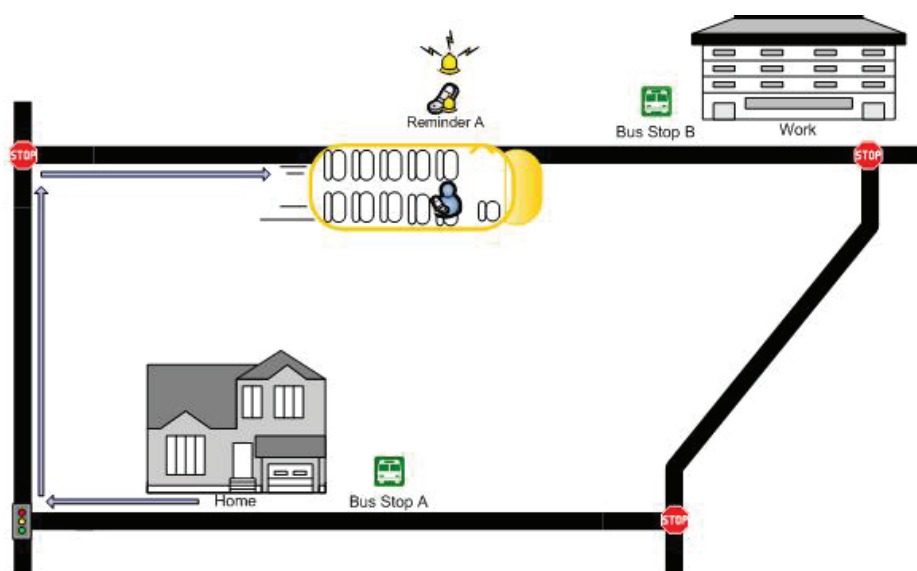 Reminder A
Bus Stop B
Work
STOP
STOP
Home
Bus Stop A
STOP